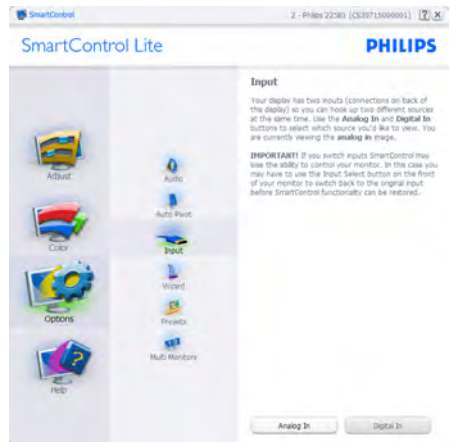 SmartControl
2 - Philips 225B1 (CS39715000001)
SmartControl Lite
PHILIPS
Adjust
Color
Options
Help
Audio
Auto Pivot
Input
Wizard
Presets
Multi Monitors
Input
Your display has two inputs (connections on back of
this display) so you can hook up two different sources
at the same time. Use the Analog In and Digital In
buttons to select which source you'd like to view. You
are currently viewing the analog in image.
IMPORTANT! If you switch inputs SmartControl may
lose the ability to control your monitor. In the case you
may have to use the Input Select button on the front
of your monitor to switch back to the original input
before SmartControl functionality can be restored.
Analog In
Digital In